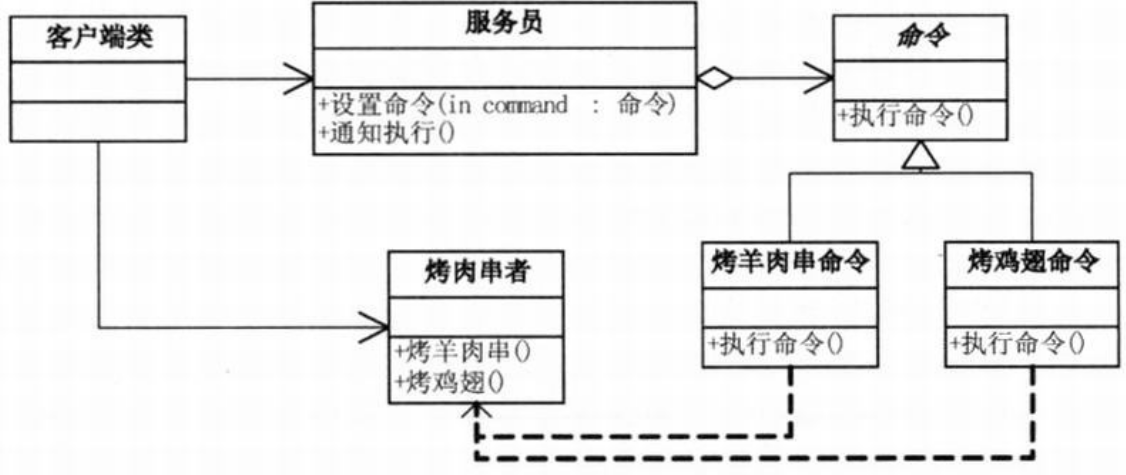 客户端类
服务员
+设置命令(in command : 命令)
+通知执行()
命令
+执行命令()
烤肉串者
+烤羊肉串()
+烤鸡翅()
烤羊肉串命令
+执行命令()
烤鸡翅命令
+执行命令()